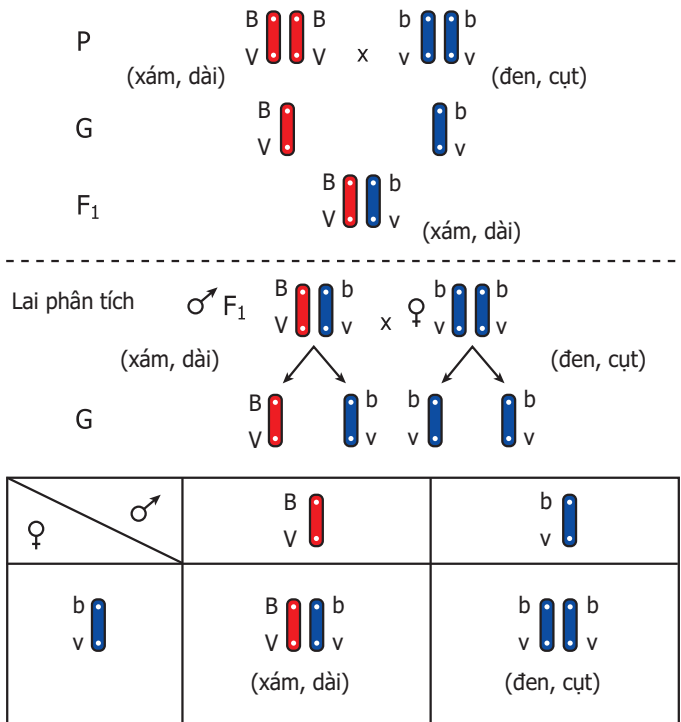 B B b b
P x
V V v v
(xám, dài) (đen, cụt)
B b
G
V v
B b
F₁
V v
(xám, dài)
Lai phân tích ♂ F₁ B b x ♀ b b
V v v v
(xám, dài) (đen, cụt)
B b b b
G
V v v v
♂ B b
♀ V v
b B b b b
v V v v v
(xám, dài) (đen, cụt)